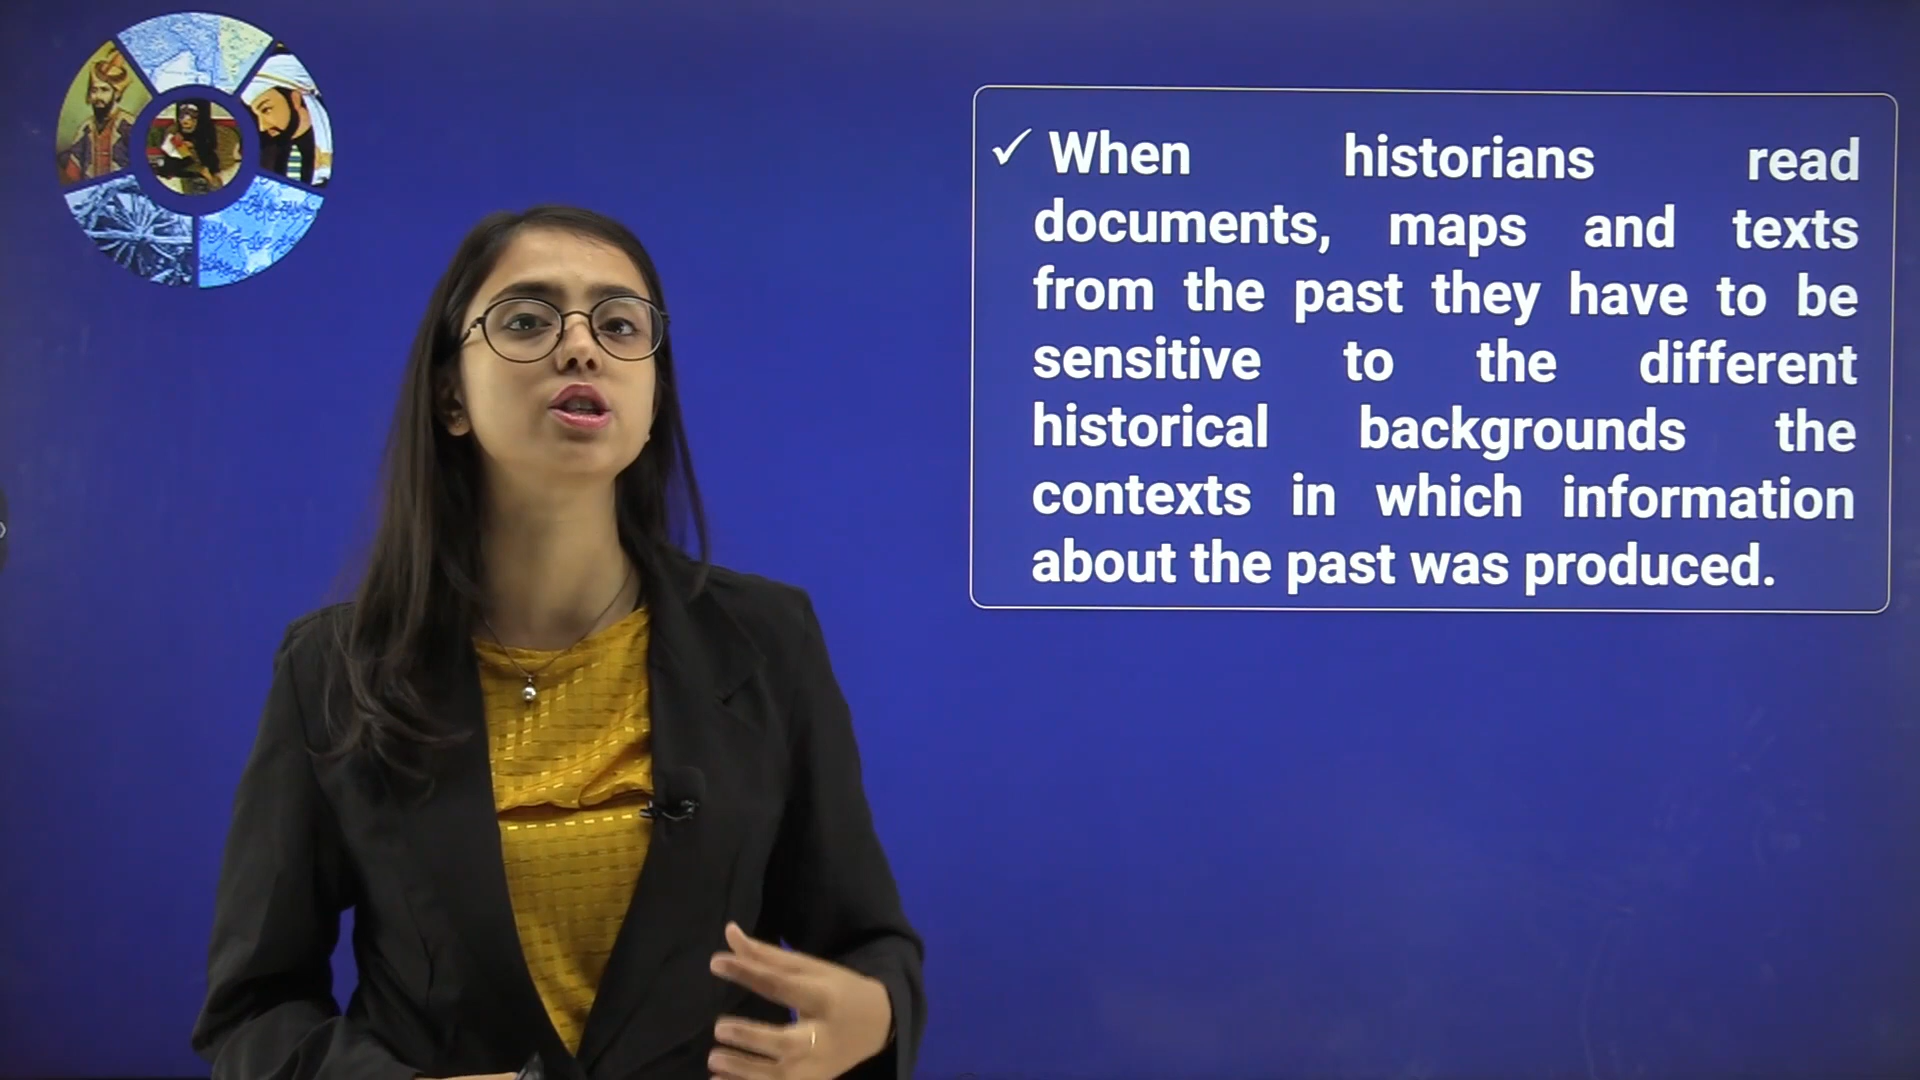 ✓ When historians read
documents, maps and texts
from the past they have to be
sensitive to the different
historical backgrounds the
contexts in which information
about the past was produced.